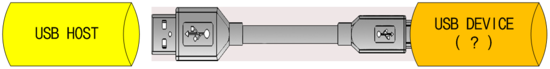 USB HOST
USB DEVICE
( ? )